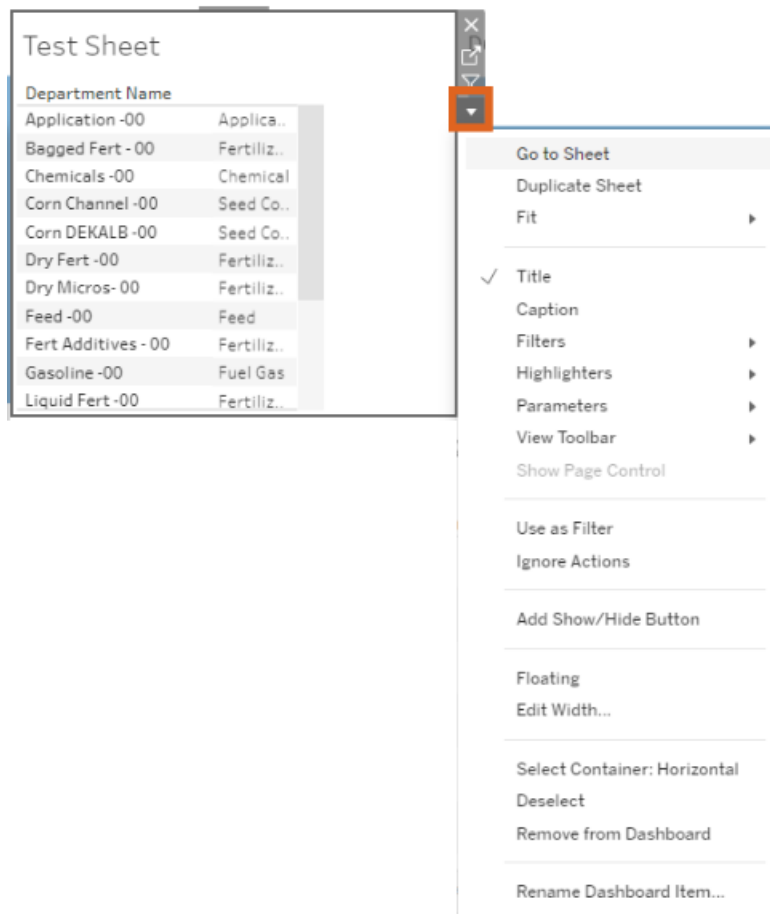 Test Sheet
Department Name
Application -00 Applica..
Bagged Fert - 00 Fertiliz..
Chemicals -00 Chemical
Corn Channel -00 Seed Co..
Corn DEKALB -00 Seed Co..
Dry Fert -00 Fertiliz..
Dry Micros- 00 Fertiliz..
Feed -00 Feed
Fert Additives - 00 Fertiliz..
Gasoline -00 Fuel Gas
Liquid Fert -00 Fertiliz..
Go to Sheet
Duplicate Sheet
Fit
Title
Caption
Filters
Highlighters
Parameters
View Toolbar
Show Page Control
Use as Filter
Ignore Actions
Add Show/Hide Button
Floating
Edit Width...
Select Container: Horizontal
Deselect
Remove from Dashboard
Rename Dashboard Item...